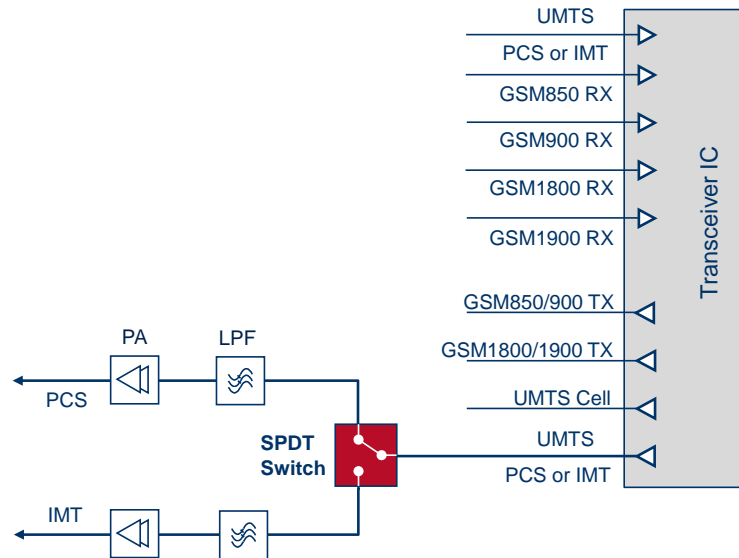 UMTS
PCS or IMT
GSM850 RX
GSM900 RX
GSM1800 RX
GSM1900 RX
Transceiver IC
GSM850/900 TX
GSM1800/1900 TX
UMTS Cell
UMTS
PCS or IMT
PA
LPF
PCS
SPDT
Switch
IMT